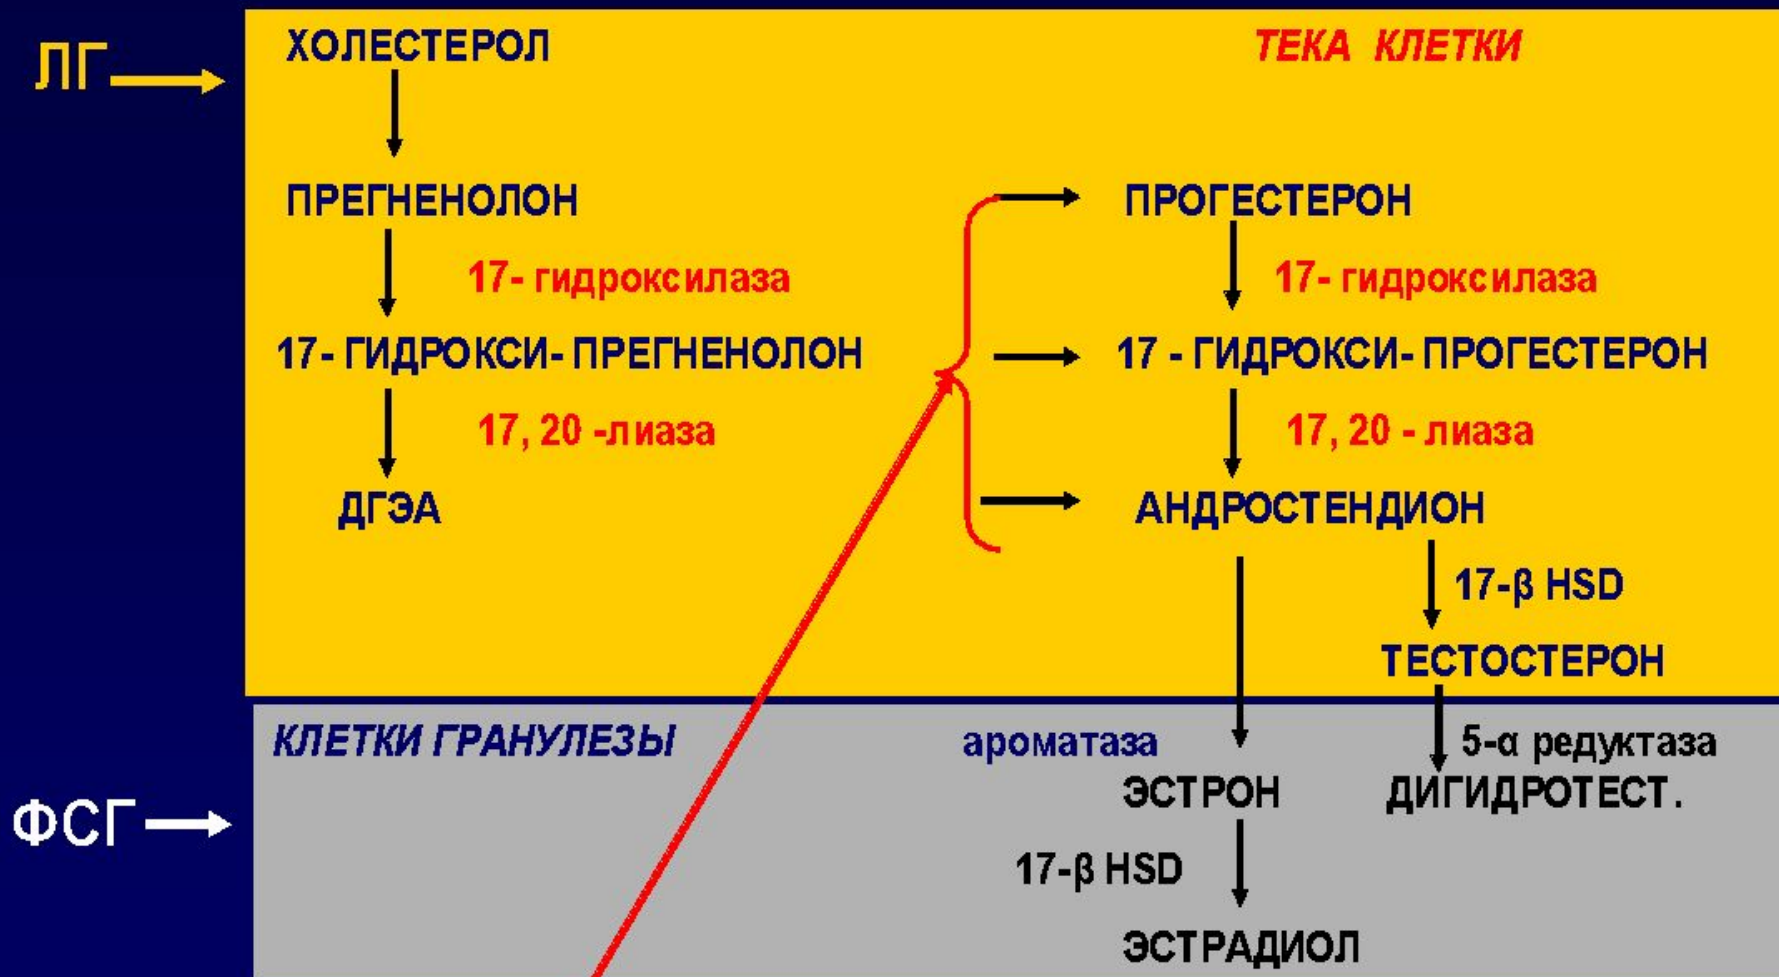 ЛГ
ХОЛЕСТЕРОЛ
ТЕКА КЛЕТКИ
ПРЕГНЕНОЛОН
ПРОГЕСТЕРОН
17- гидроксилаза
17- гидроксилаза
17- ГИДРОКСИ- ПРЕГНЕНОЛОН
17 - ГИДРОКСИ- ПРОГЕСТЕРОН
17, 20 -лиаза
17, 20 - лиаза
ДГЭА
АНДРОСТЕНДИОН
17-β HSD
ТЕСТОСТЕРОН
КЛЕТКИ ГРАНУЛЕЗЫ
ароматаза
5-α редуктаза
ЭСТРОН
ДИГИДРОТЕСТ.
ФСГ
17-β HSD
ЭСТРАДИОЛ